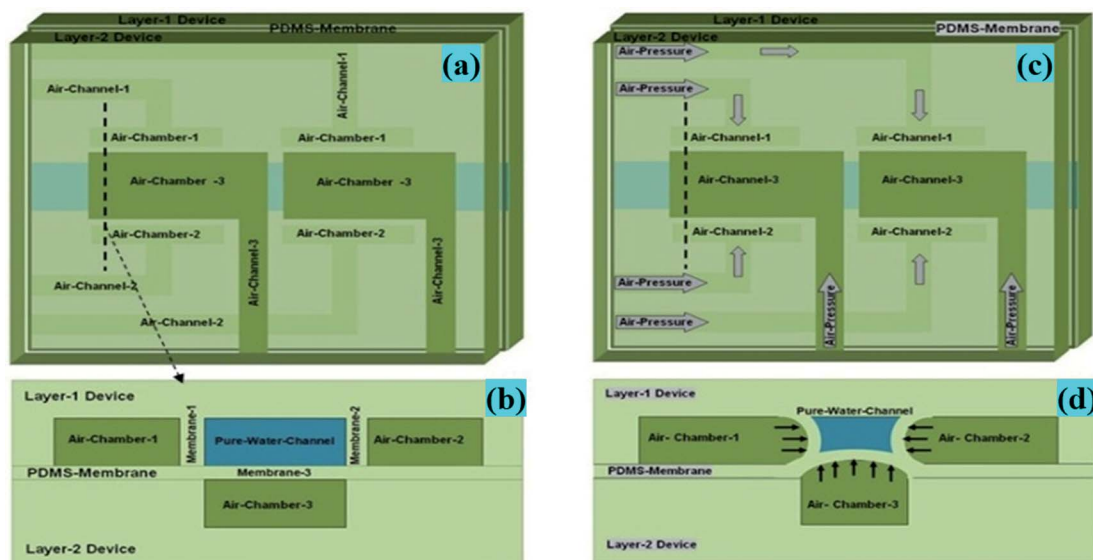 Layer-1 Device
PDMS-Membrane
Layer-2 Device
(a)
Air-Channel-1
Air-Channel-1
Air-Chamber-1
Air-Chamber-1
Air-Chamber -3
Air-Chamber -3
Air-Chamber-2
Air-Chamber-2
Air-Channel-3
Air-Channel-3
Air-Channel-2
Air-Channel-2
(b)
Layer-1 Device
Membrane-1
Membrane-2
Air-Chamber-1
Pure-Water-Channel
Air-Chamber-2
PDMS-Membrane
Membrane-3
Air-Chamber-3
Layer-2 Device
Layer-1 Device
PDMS-Membrane
Layer-2 Device
(c)
Air-Pressure
Air-Pressure
Air-Channel-1
Air-Channel-1
Air-Channel-3
Air-Channel-3
Air-Channel-2
Air-Channel-2
Air-Pressure
Air-Pressure
Air-Pressure
Air-Pressure
(d)
Layer-1 Device
Pure-Water-Channel
Air- Chamber-1
Air- Chamber-2
PDMS-Membrane
Air- Chamber-3
Layer-2 Device